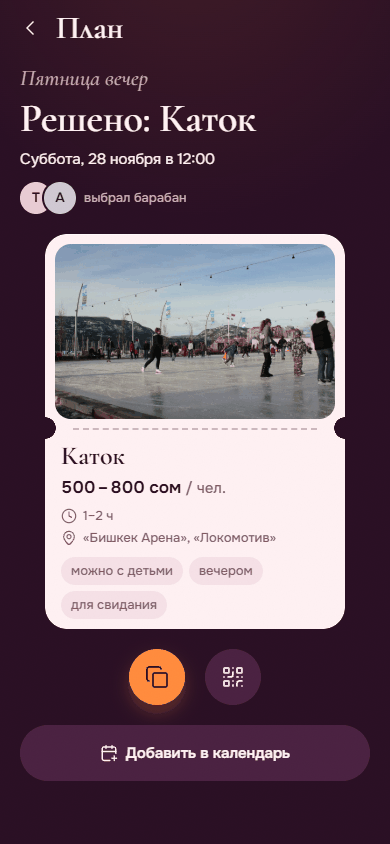 План
Пятница вечер
Решено: Каток
Суббота, 28 ноября в 12:00
Т А выбрал барабан
Каток
500 – 800 сом / чел.
1–2 ч
«Бишкек Арена», «Локомотив»
можно с детьми вечером
для свидания
Добавить в календарь